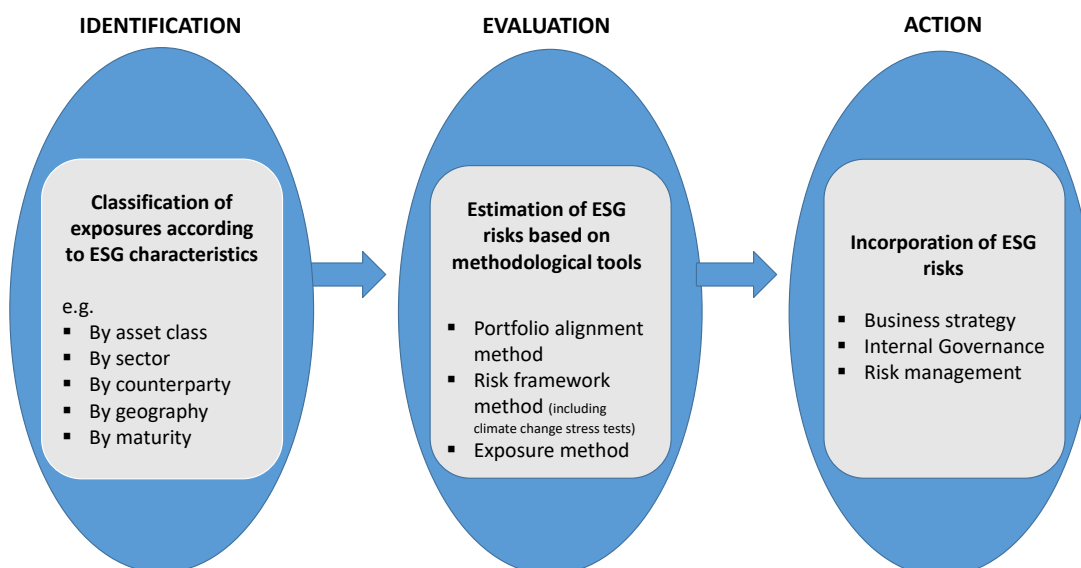 IDENTIFICATION
Classification of
exposures according
to ESG characteristics
e.g.
▪ By asset class
▪ By sector
▪ By counterparty
▪ By geography
▪ By maturity
EVALUATION
Estimation of ESG
risks based on
methodological tools
▪ Portfolio alignment
method
▪ Risk framework
method (including
climate change stress tests)
▪ Exposure method
ACTION
Incorporation of ESG
risks
▪ Business strategy
▪ Internal Governance
▪ Risk management